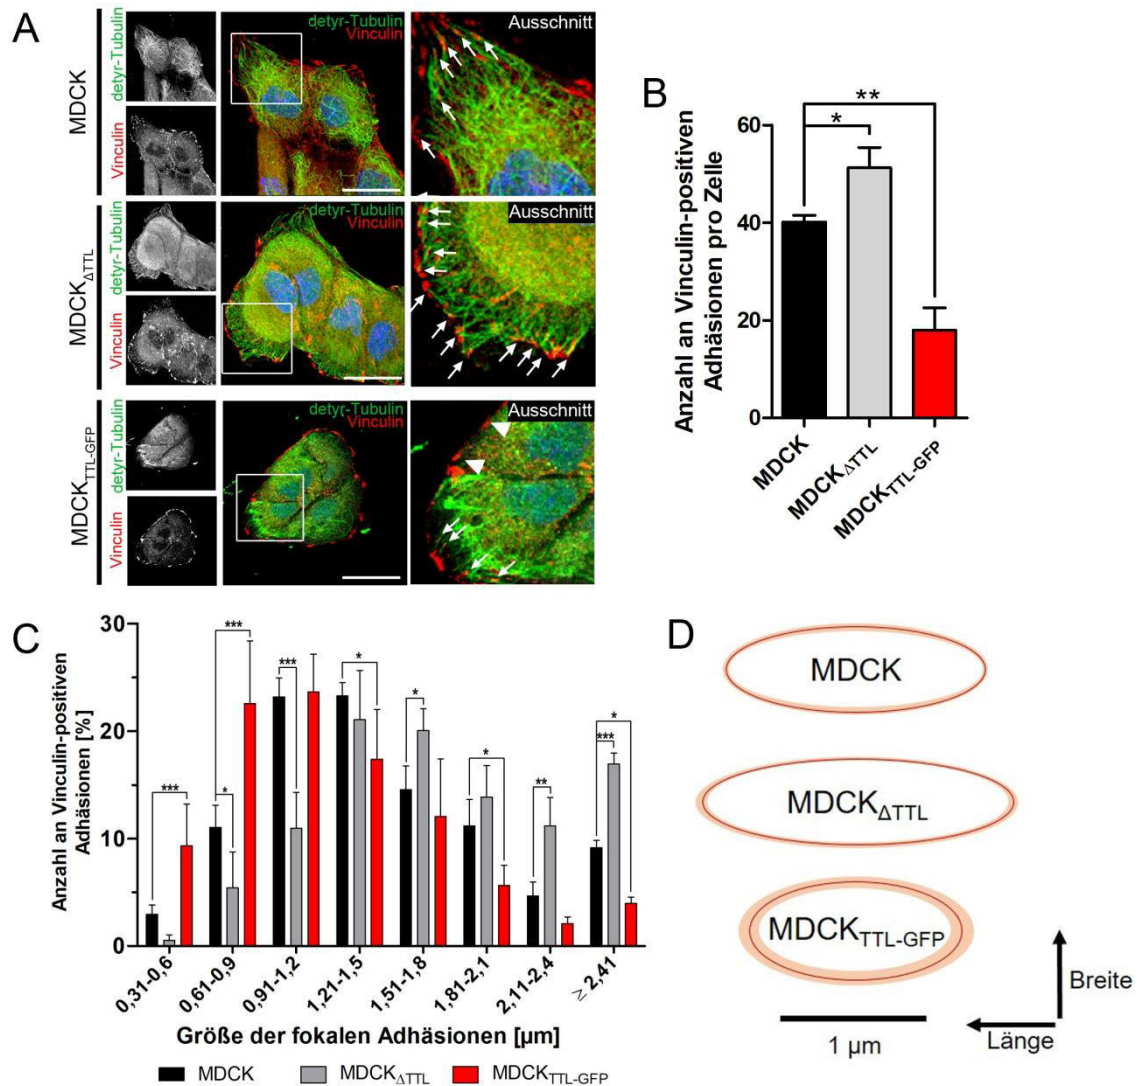 A
MDCK
detyr-Tubulin
Vinculin
detyr-Tubulin
Vinculin
Ausschnitt
MDCKΔTTL
detyr-Tubulin
Vinculin
detyr-Tubulin
Vinculin
Ausschnitt
MDCKTTL-GFP
detyr-Tubulin
Vinculin
detyr-Tubulin
Vinculin
Ausschnitt
B
Anzahl an Vinculin-positiven
Adhäsionen pro Zelle
60
40
20
0
**
*
MDCK
MDCKΔTTL
MDCKTTL-GFP
C
Anzahl an Vinculin-positiven
Adhäsionen [%]
30
20
10
0
***
***
*
***
*
*
*
**
***
*
0,31-0,6
0,61-0,9
0,91-1,2
1,21-1,5
1,51-1,8
1,81-2,1
2,11-2,4
≥ 2,41
Größe der fokalen Adhäsionen [µm]
MDCK
MDCKΔTTL
MDCKTTL-GFP
D
MDCK
MDCKΔTTL
MDCKTTL-GFP
1 µm
Breite
Länge